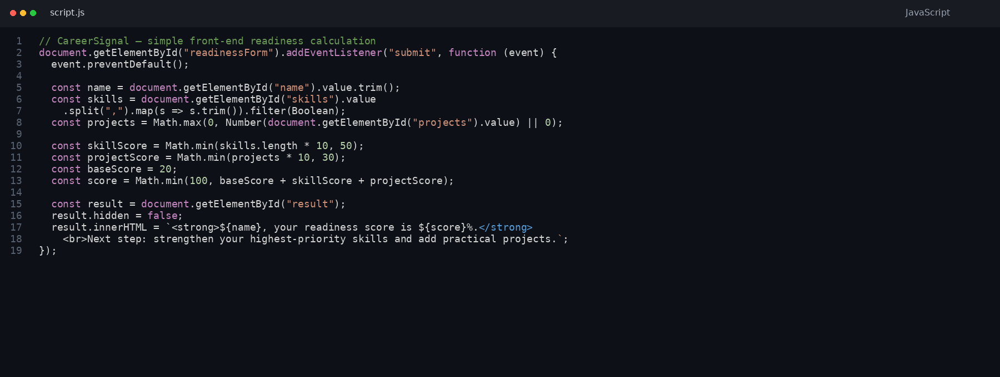 script.js
JavaScript
1 // CareerSignal — simple front-end readiness calculation
2 document.getElementById("readinessForm").addEventListener("submit", function (event) {
3   event.preventDefault();
4
5   const name = document.getElementById("name").value.trim();
6   const skills = document.getElementById("skills").value
7     .split(",").map(s => s.trim()).filter(Boolean);
8   const projects = Math.max(0, Number(document.getElementById("projects").value) || 0);
9
10   const skillScore = Math.min(skills.length * 10, 50);
11   const projectScore = Math.min(projects * 10, 30);
12   const baseScore = 20;
13   const score = Math.min(100, baseScore + skillScore + projectScore);
14
15   const result = document.getElementById("result");
16   result.hidden = false;
17   result.innerHTML = `<strong>${name}, your readiness score is ${score}%.</strong>
18     <br>Next step: strengthen your highest-priority skills and add practical projects.`;
19 });